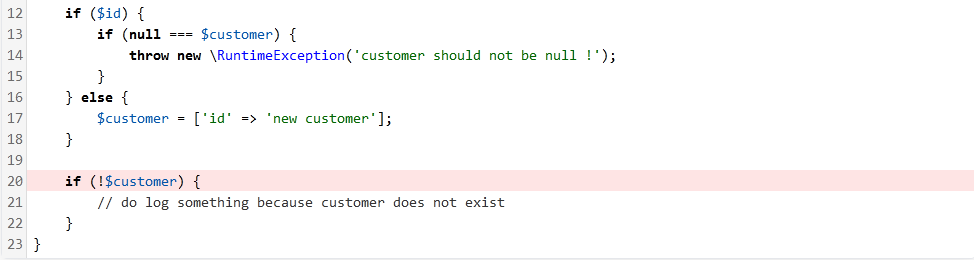 12     if ($id) {
13         if (null === $customer) {
14             throw new \RuntimeException('customer should not be null !');
15         }
16     } else {
17         $customer = ['id' => 'new customer'];
18     }
19
20     if (!$customer) {
21         // do log something because customer does not exist
22     }
23 }